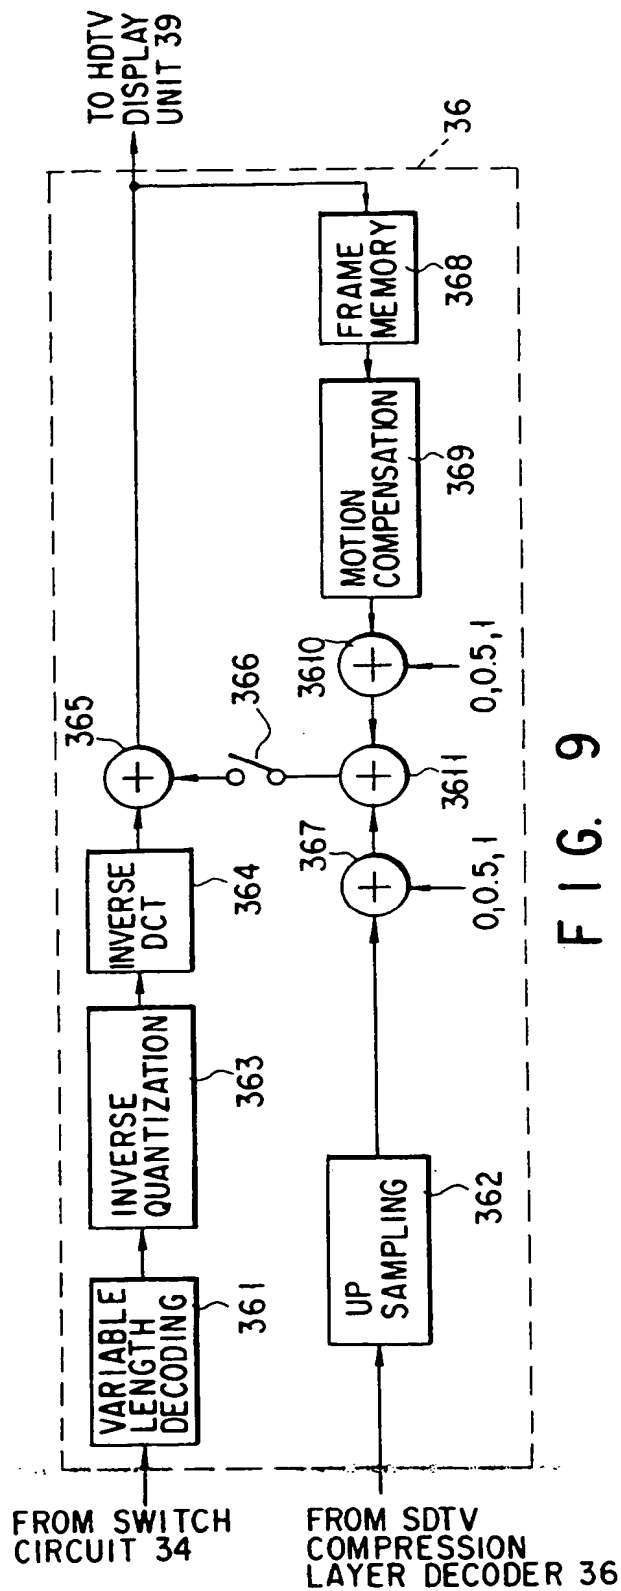 FROM SWITCH
CIRCUIT 34
VARIABLE
LENGTH
DECODING
361
INVERSE
QUANTIZATION
363
INVERSE
DCT
364
365
TO HDTV
DISPLAY
UNIT 39
36
366
FROM SDTV
COMPRESSION
LAYER DECODER 36
UP
SAMPLING
362
367
0,0.5,1
3611
3610
0,0.5,1
MOTION
COMPENSATION
369
FRAME
MEMORY
368
FIG. 9